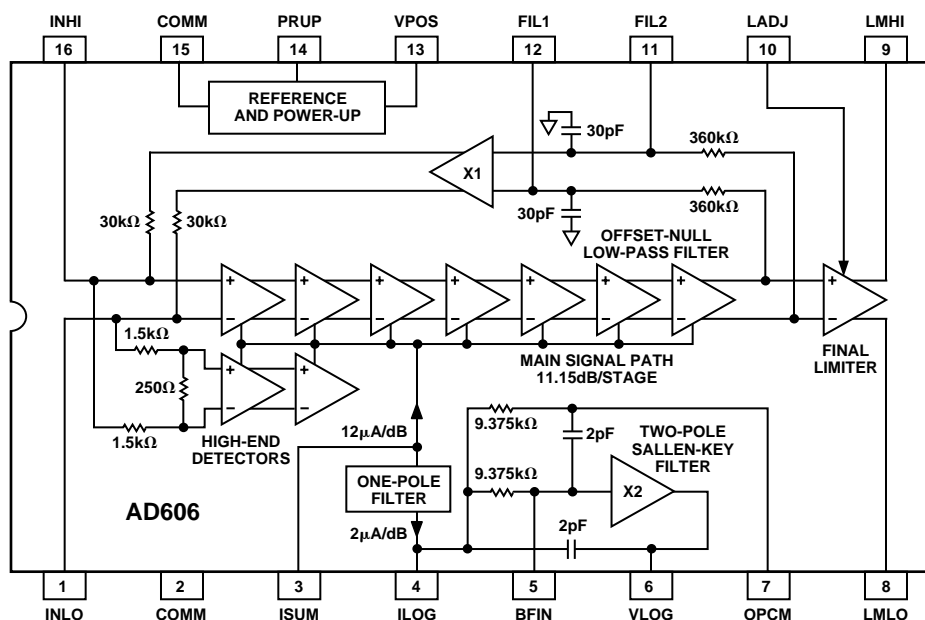 INHI COMM PRUP VPOS FIL1 FIL2 LADJ LMHI
16 15 14 13 12 11 10 9
REFERENCE
AND POWER-UP
30pF
360kΩ
X1
30kΩ
30kΩ
30pF
360kΩ
OFFSET-NULL
LOW-PASS FILTER
+ + + + + + + +
– – – – – – – –
1.5kΩ
250Ω
1.5kΩ
+ +
– –
HIGH-END
DETECTORS
MAIN SIGNAL PATH
11.15dB/STAGE
FINAL
LIMITER
12μA/dB
ONE-POLE
FILTER
2μA/dB
9.375kΩ
9.375kΩ
2pF
TWO-POLE
SALLEN-KEY
FILTER
X2
2pF
AD606
1 2 3 4 5 6 7 8
INLO COMM ISUM ILOG BFIN VLOG OPCM LMLO